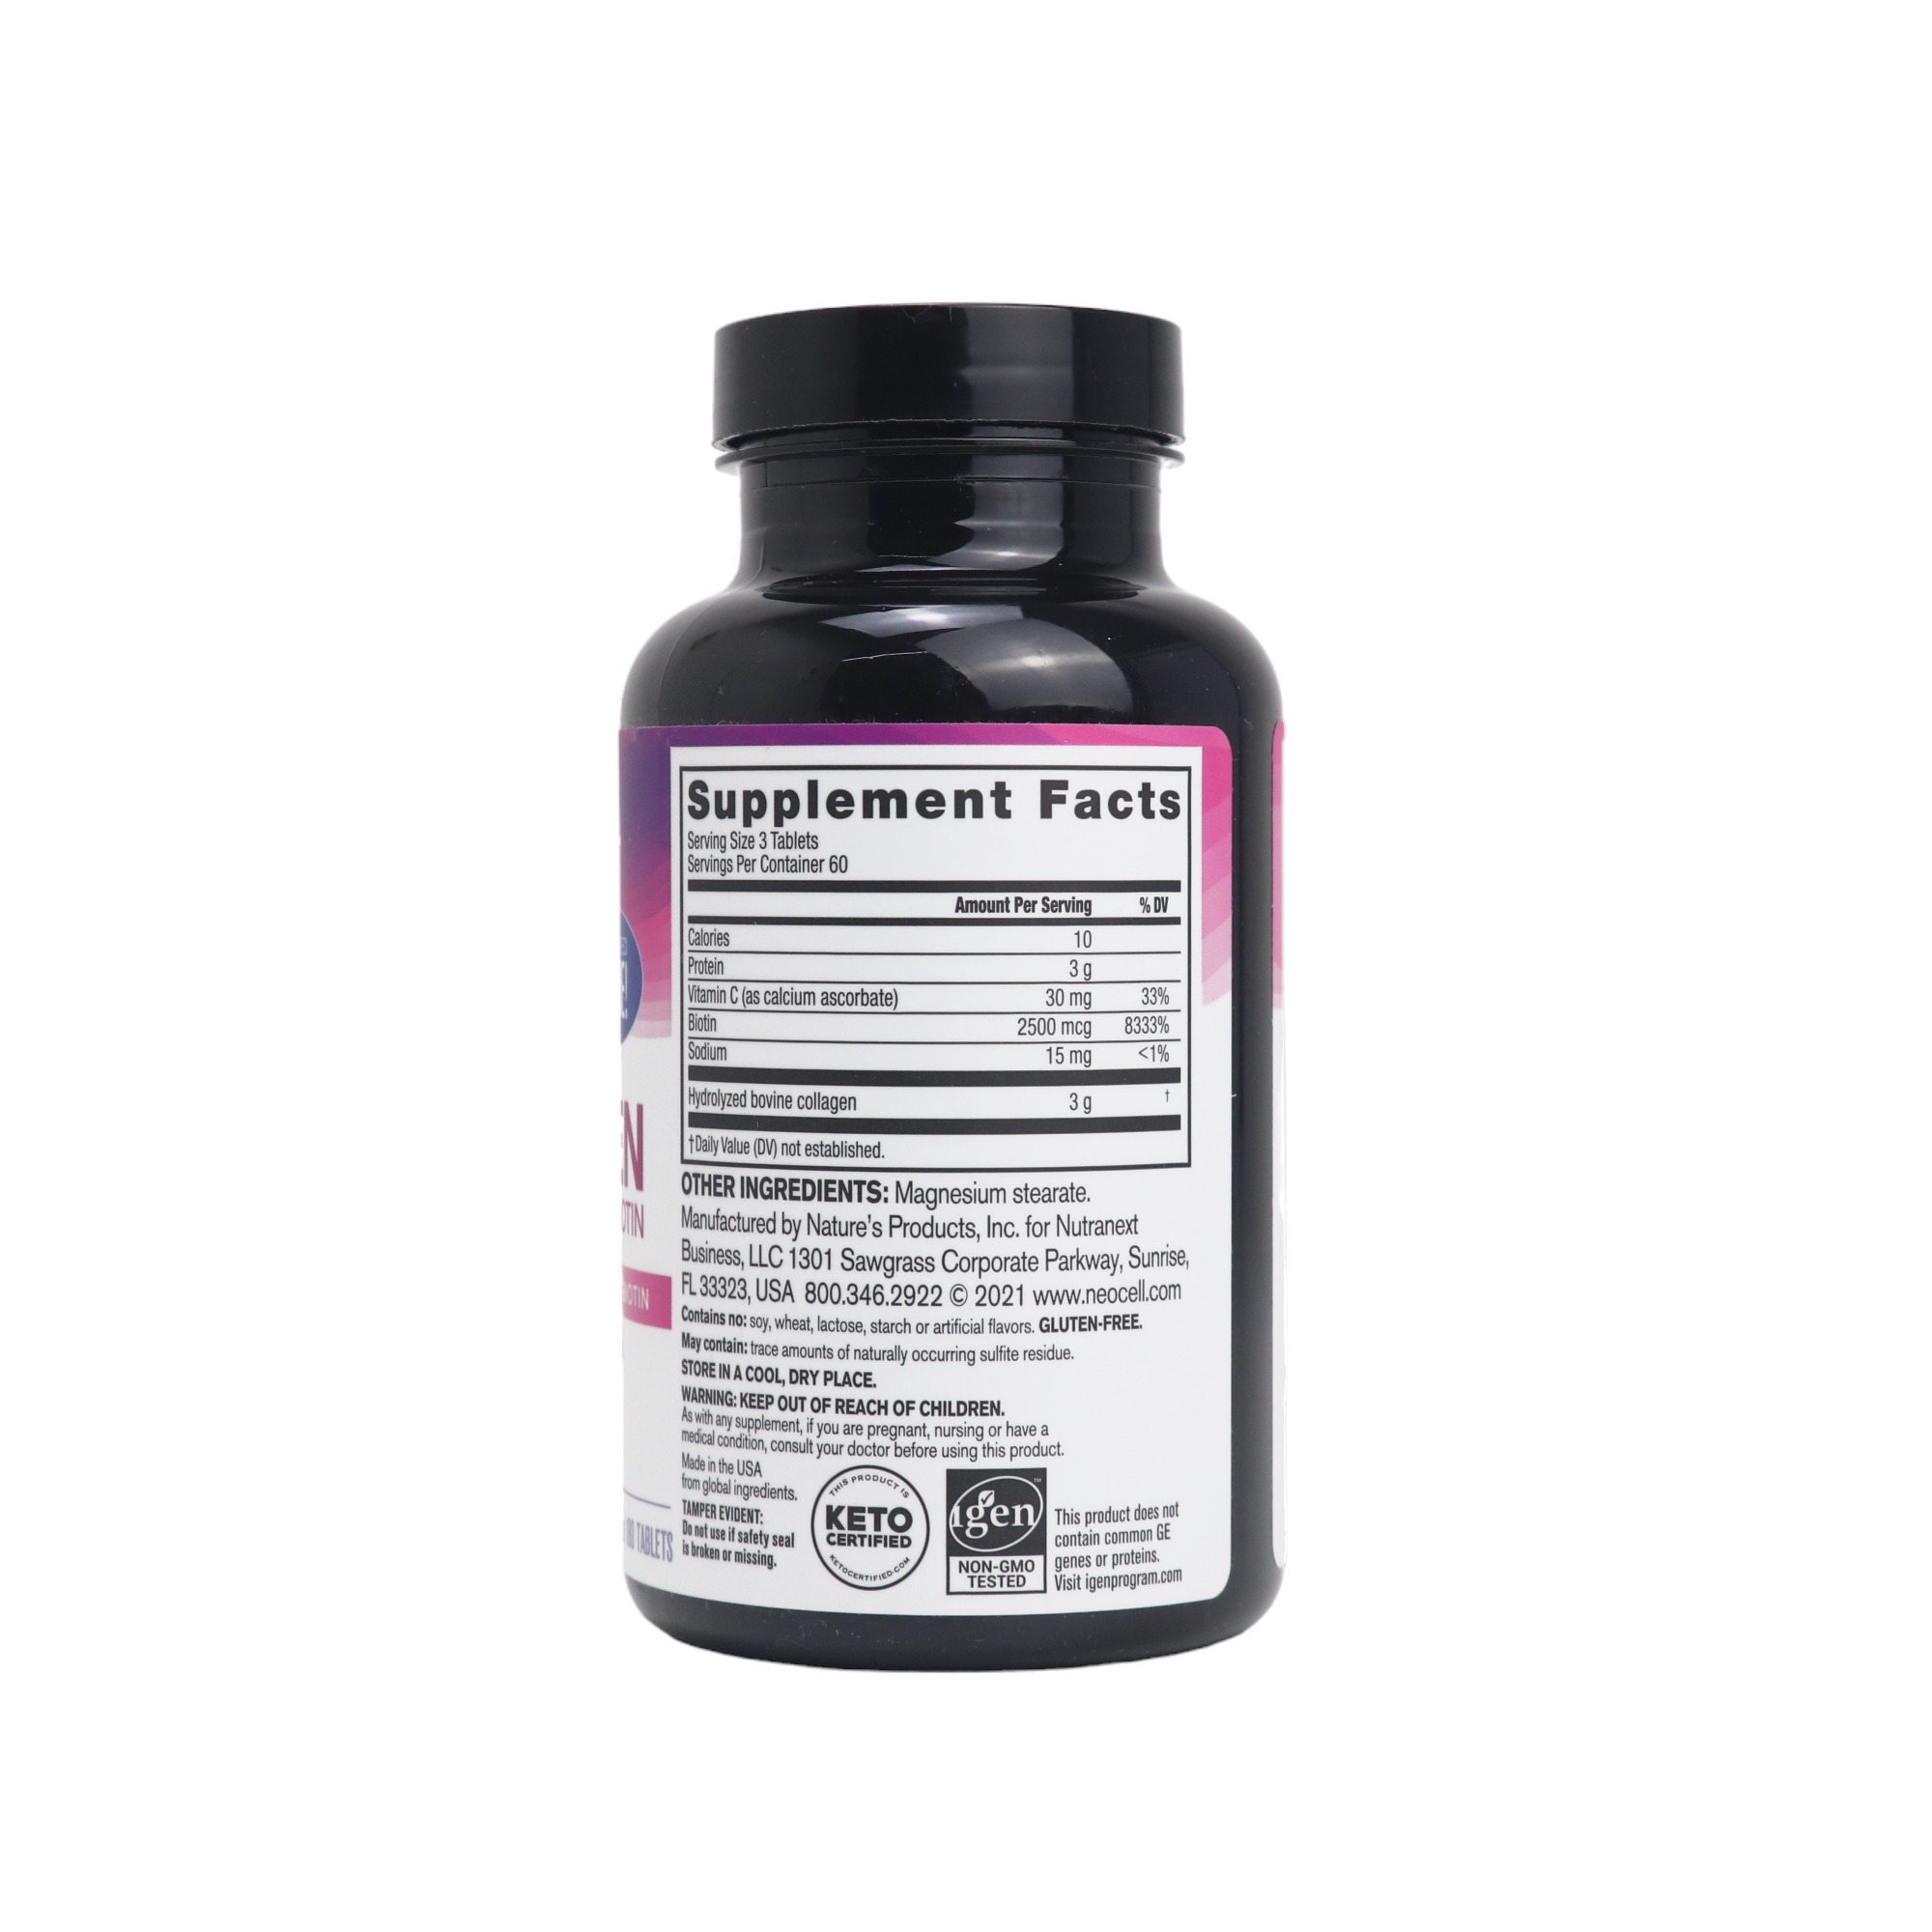 Supplement Facts
Serving Size 3 Tablets
Servings Per Container 60
Amount Per Serving % DV
Calories 10
Protein 3 g
Vitamin C (as calcium ascorbate) 30 mg 33%
Biotin 2500 mcg 8333%
Sodium 15 mg <1%
Hydrolyzed bovine collagen 3 g †
†Daily Value (DV) not established.
OTHER INGREDIENTS: Magnesium stearate.
Manufactured by Nature's Products, Inc. for Nutranext
Business, LLC 1301 Sawgrass Corporate Parkway, Sunrise,
FL 33323, USA 800.346.2922 © 2021 www.neocell.com
Contains no: soy, wheat, lactose, starch or artificial flavors. GLUTEN-FREE.
May contain: trace amounts of naturally occurring sulfite residue.
STORE IN A COOL, DRY PLACE.
WARNING: KEEP OUT OF REACH OF CHILDREN.
As with any supplement, if you are pregnant, nursing or have a
medical condition, consult your doctor before using this product.
Made in the USA
from global ingredients.
TAMPER EVIDENT:
Do not use if safety seal
is broken or missing.
THIS PRODUCT IS
KETO
CERTIFIED
KETOCERTIFIED.COM
igen™
NON-GMO
TESTED
This product does not
contain common GE
genes or proteins.
Visit igenprogram.com
EN
OTIN
BIOTIN
TABLETS